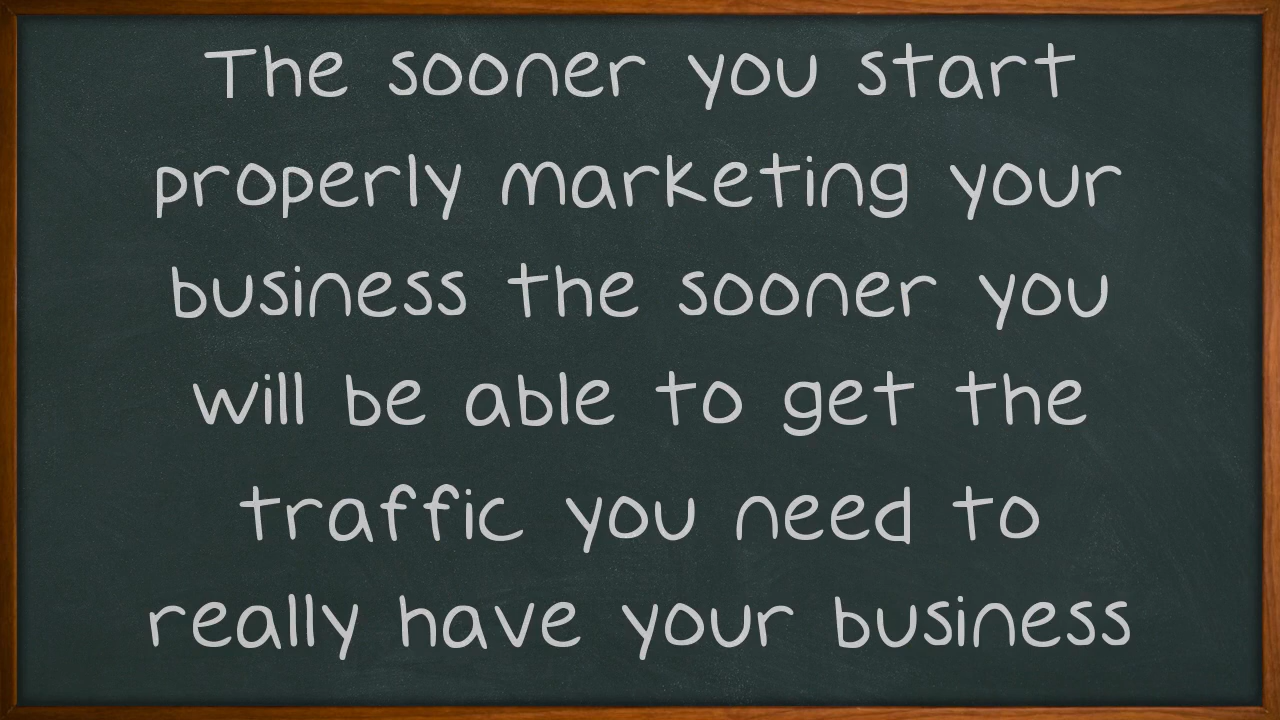 The sooner you start
properly marketing your
business the sooner you
will be able to get the
traffic you need to
really have your business